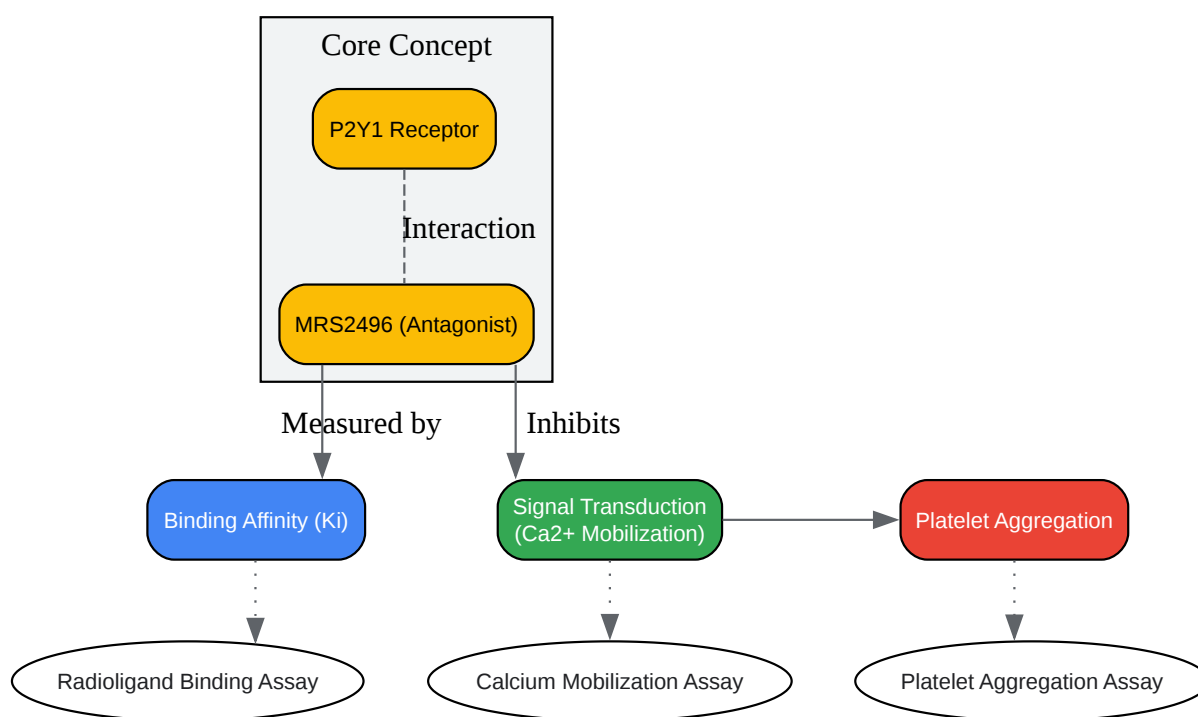 Core Concept
P2Y1 Receptor
Interaction
MRS2496 (Antagonist)
Measured by
Inhibits
Binding Affinity (Ki)
Signal Transduction
(Ca2+ Mobilization)
Platelet Aggregation
Radioligand Binding Assay
Calcium Mobilization Assay
Platelet Aggregation Assay